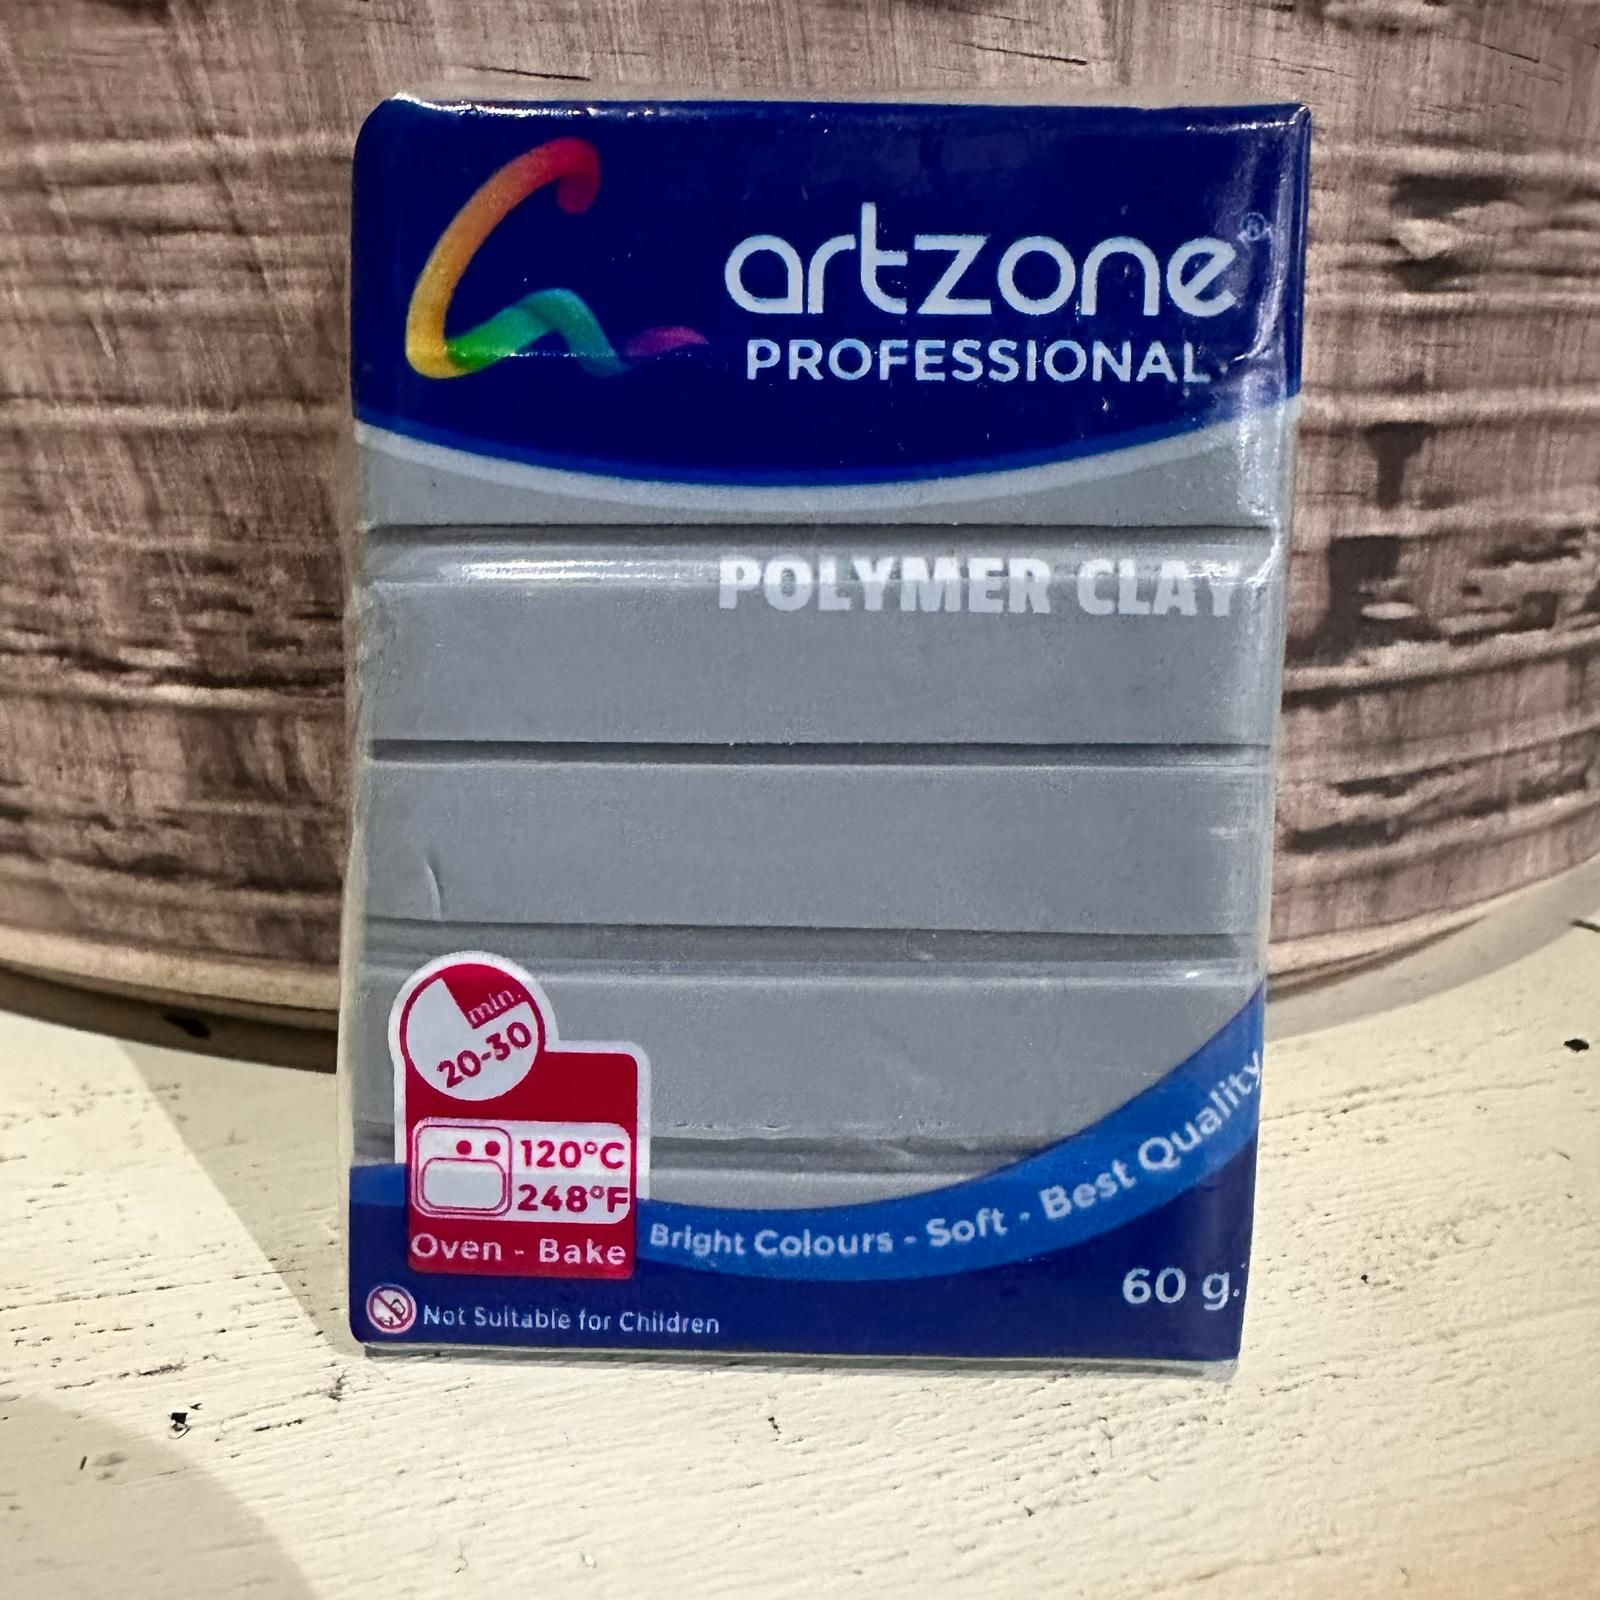 artzone®
PROFESSIONAL
POLYMER CLAY
min.
20-30
120°C
248°F
Oven - Bake
Bright Colours - Soft - Best Quality
60 g.
Not Suitable for Children